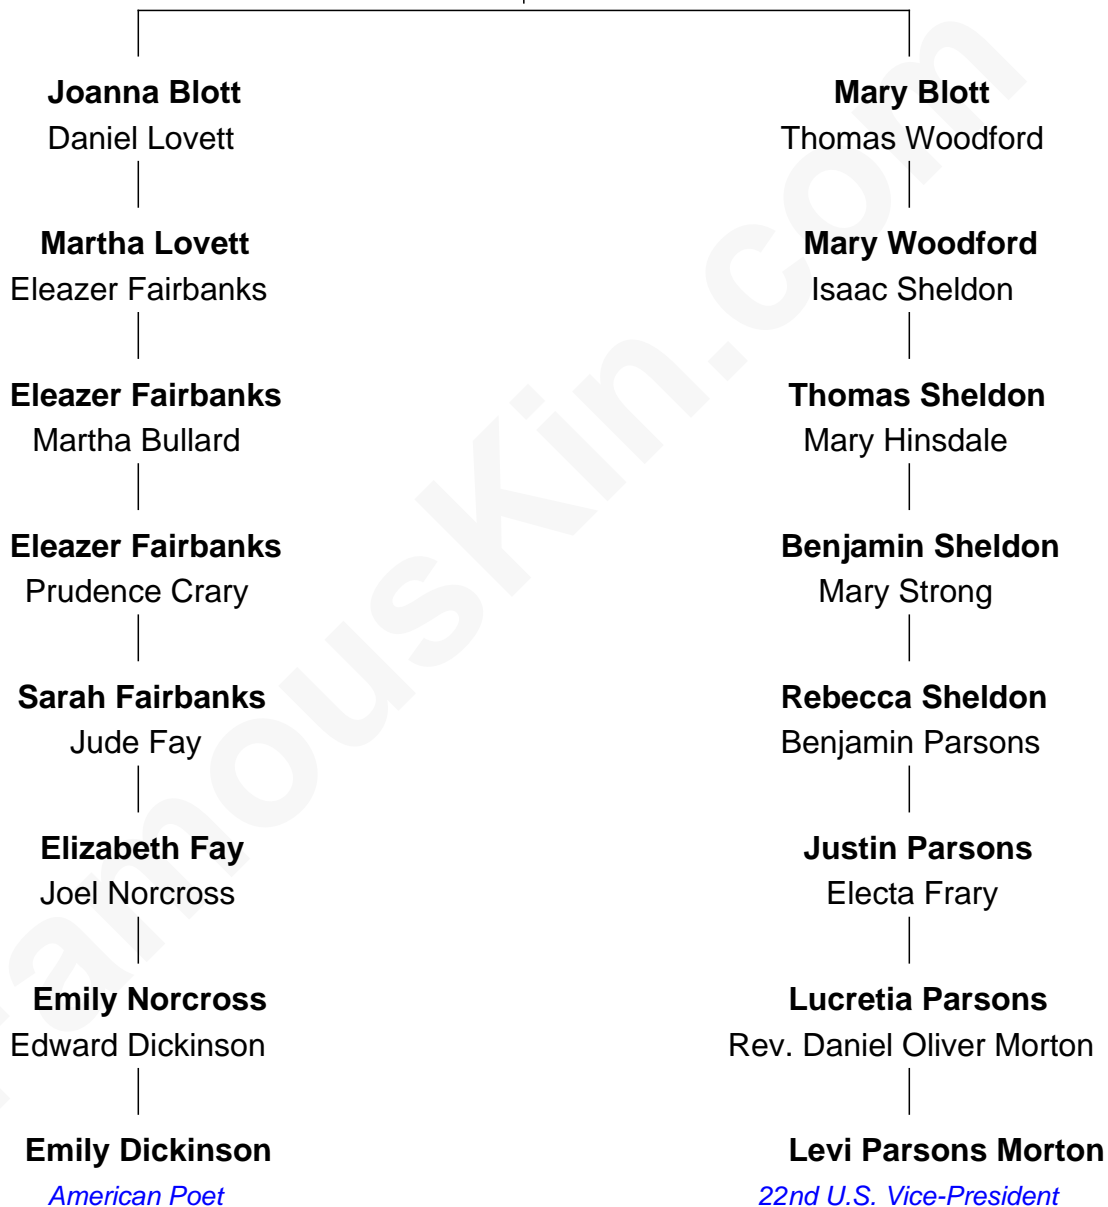 Joanna Blott
Daniel Lovett
Martha Lovett
Eleazer Fairbanks
Eleazer Fairbanks
Martha Bullard
Eleazer Fairbanks
Prudence Crary
Sarah Fairbanks
Jude Fay
Elizabeth Fay
Joel Norcross
Emily Norcross
Edward Dickinson
Emily Dickinson
American Poet
Mary Blott
Thomas Woodford
Mary Woodford
Isaac Sheldon
Thomas Sheldon
Mary Hinsdale
Benjamin Sheldon
Mary Strong
Rebecca Sheldon
Benjamin Parsons
Justin Parsons
Electa Frary
Lucretia Parsons
Rev. Daniel Oliver Morton
Levi Parsons Morton
22nd U.S. Vice-President
FamousKin.com